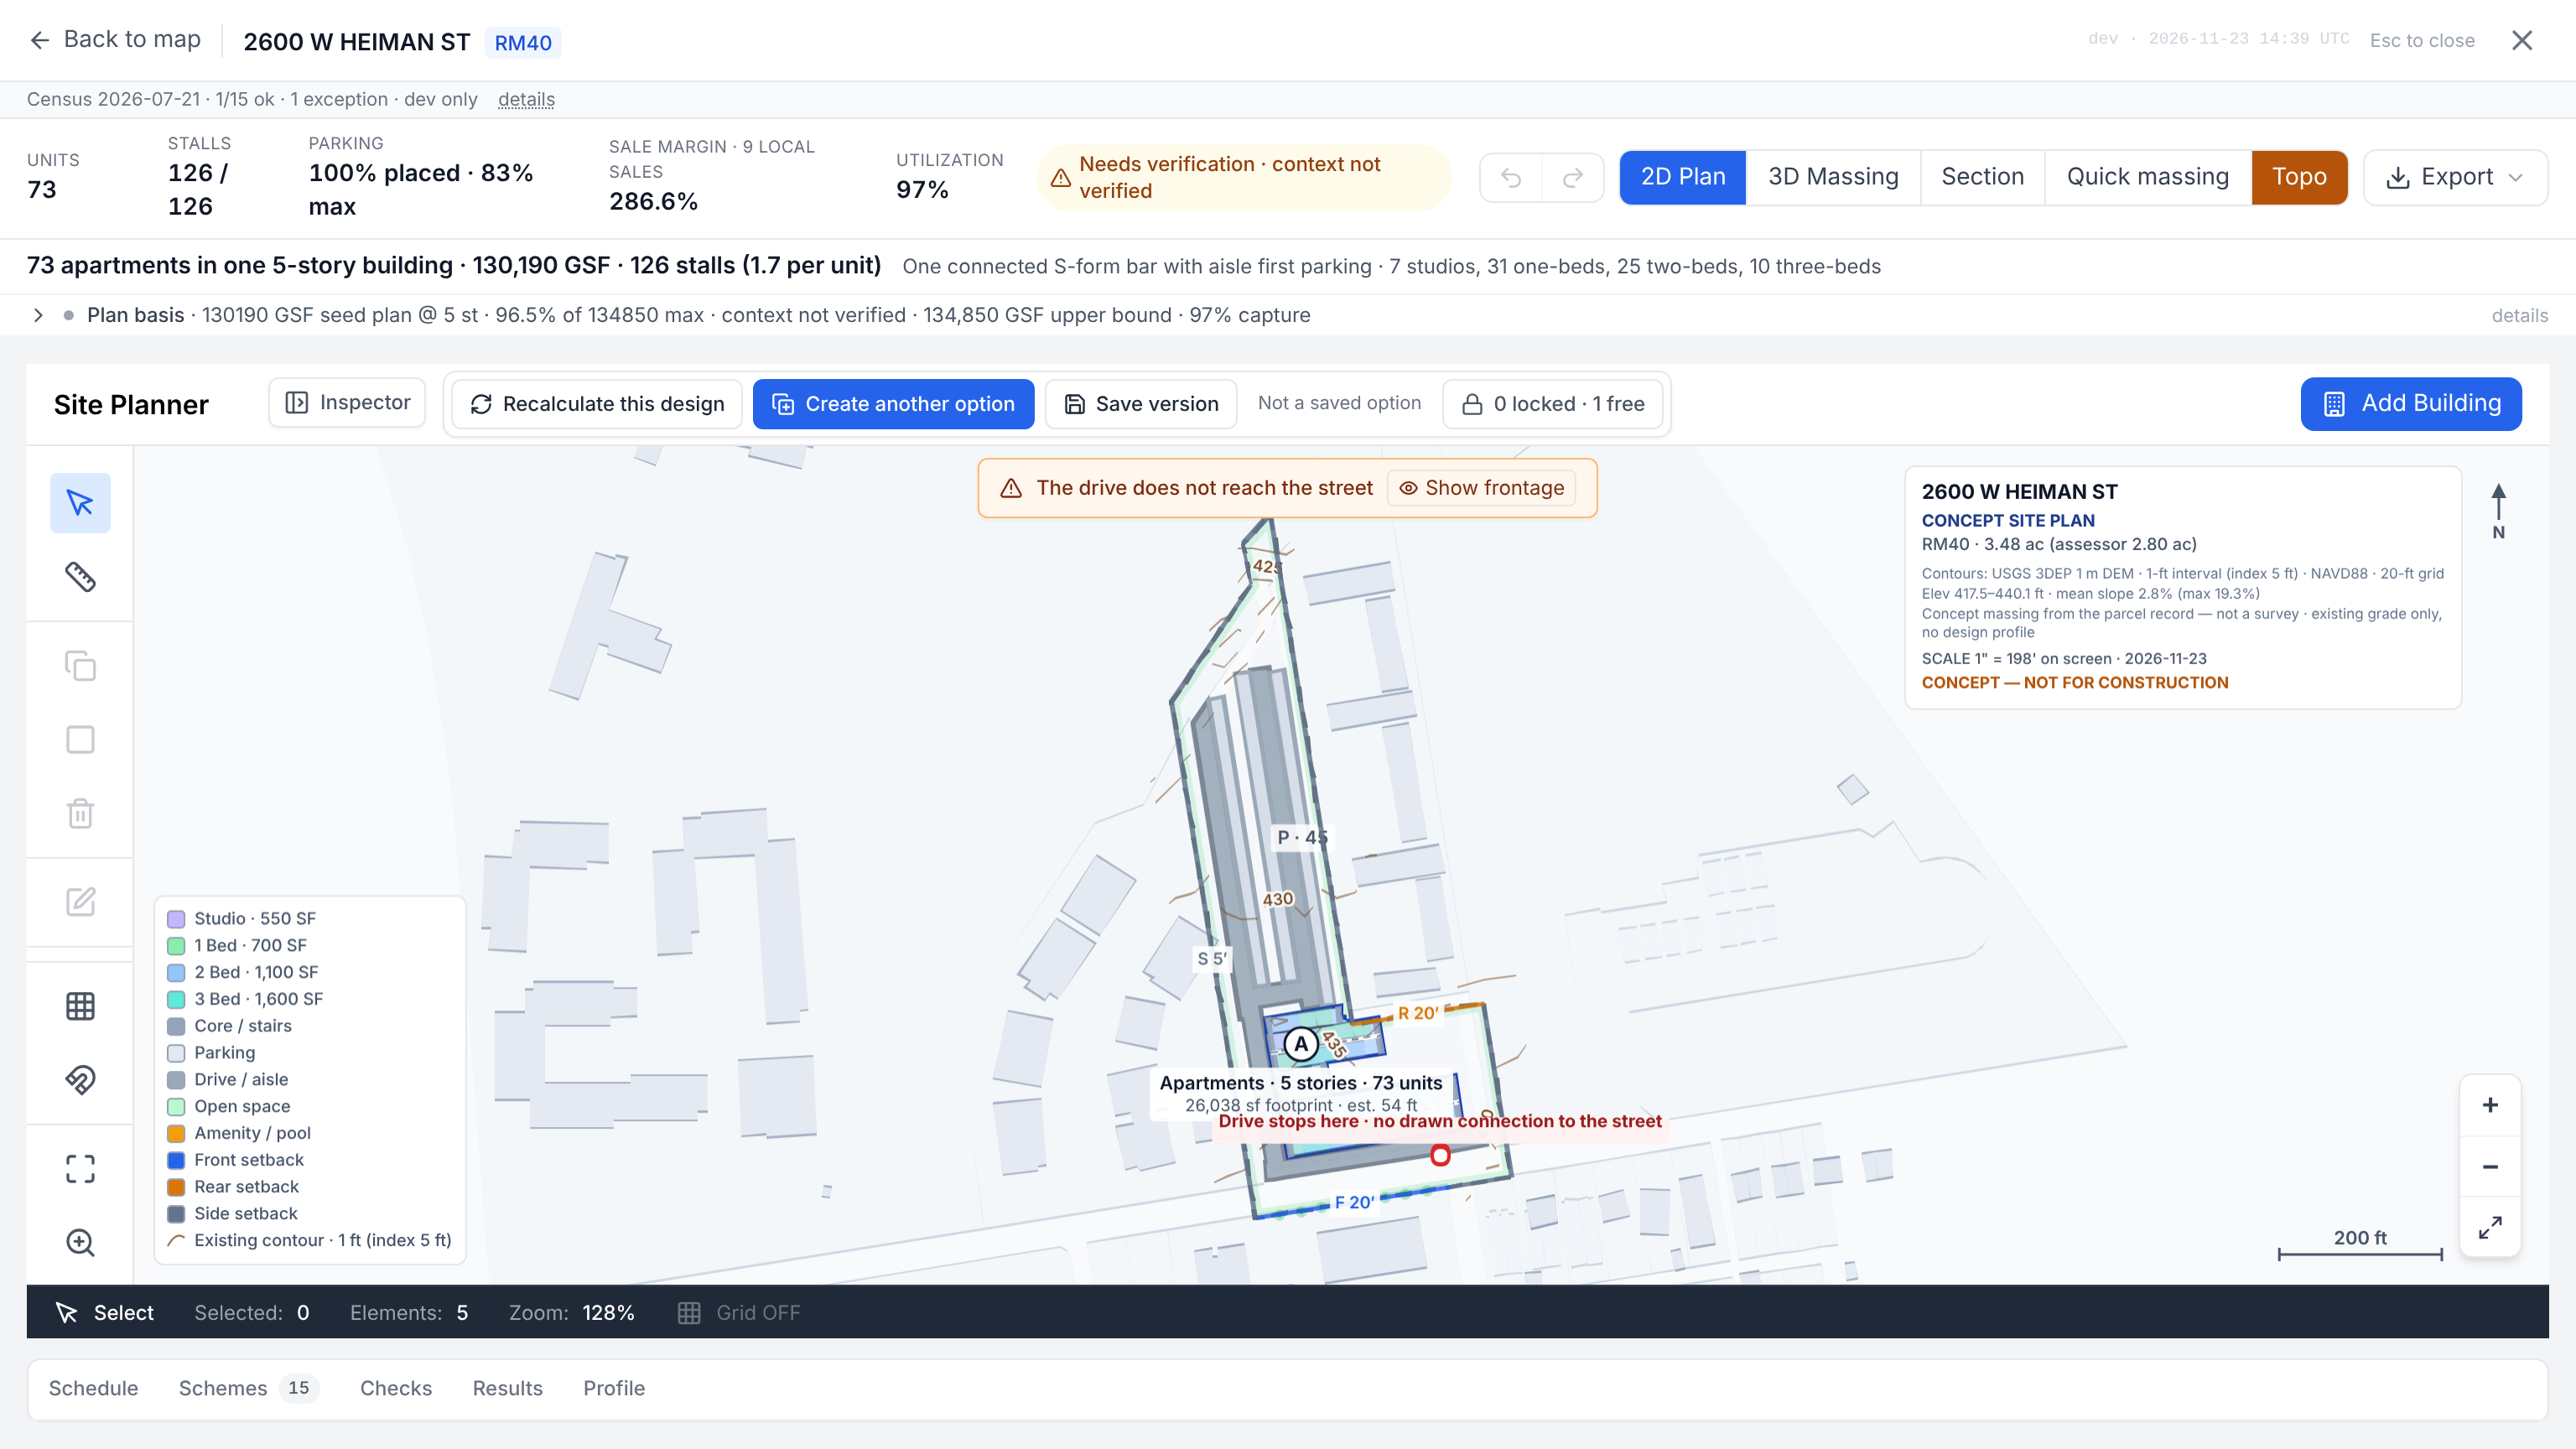 Back to map
2600 W HEIMAN ST RM40
dev · 2026-11-23 14:39 UTC
Esc to close
Census 2026-07-21 · 1/15 ok · 1 exception · dev only details
UNITS
73
STALLS
126 /
126
PARKING
100% placed · 83%
max
SALE MARGIN · 9 LOCAL
SALES
286.6%
UTILIZATION
97%
Needs verification · context not
verified
2D Plan
3D Massing
Section
Quick massing
Topo
Export
73 apartments in one 5-story building · 130,190 GSF · 126 stalls (1.7 per unit) One connected S-form bar with aisle first parking · 7 studios, 31 one-beds, 25 two-beds, 10 three-beds
Plan basis · 130190 GSF seed plan @ 5 st · 96.5% of 134850 max · context not verified · 134,850 GSF upper bound · 97% capture
details
Site Planner
Inspector
Recalculate this design
Create another option
Save version
Not a saved option
0 locked · 1 free
Add Building
The drive does not reach the street
Show frontage
2600 W HEIMAN ST
CONCEPT SITE PLAN
RM40 · 3.48 ac (assessor 2.80 ac)
Contours: USGS 3DEP 1 m DEM · 1-ft interval (index 5 ft) · NAVD88 · 20-ft grid
Elev 417.5–440.1 ft · mean slope 2.8% (max 19.3%)
Concept massing from the parcel record — not a survey · existing grade only,
no design profile
SCALE 1" = 198' on screen · 2026-11-23
CONCEPT — NOT FOR CONSTRUCTION
N
425
P · 45
430
S 5'
R 20'
A
435
Apartments · 5 stories · 73 units
26,038 sf footprint · est. 54 ft
Drive stops here · no drawn connection to the street
F 20'
Studio · 550 SF
1 Bed · 700 SF
2 Bed · 1,100 SF
3 Bed · 1,600 SF
Core / stairs
Parking
Drive / aisle
Open space
Amenity / pool
Front setback
Rear setback
Side setback
Existing contour · 1 ft (index 5 ft)
200 ft
Select
Selected: 0
Elements: 5
Zoom: 128%
Grid OFF
Schedule
Schemes 15
Checks
Results
Profile